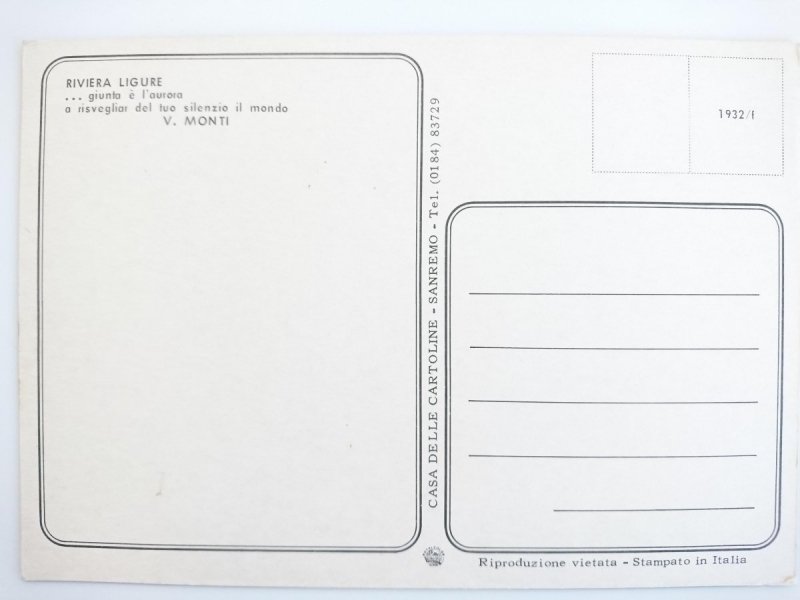 RIVIERA LIGURE
... giunta è l'aurora
a risvegliar del tuo silenzio il mondo
V. MONTI
CASA DELLE CARTOLINE - SANREMO - Tel. (0184) 83729
1932/f
Riproduzione vietata - Stampato in Italia